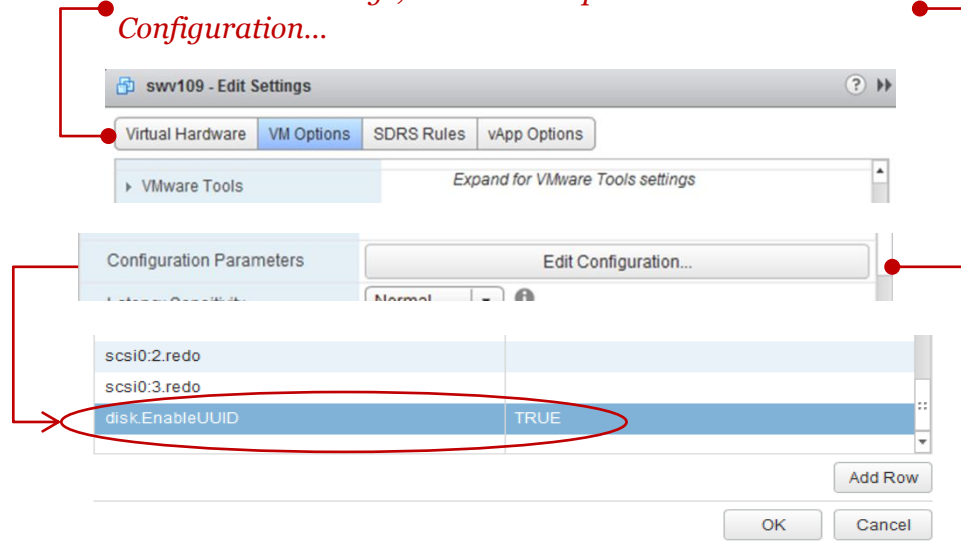 Configuration...
swv109 - Edit Settings
?
Virtual Hardware VM Options SDRS Rules vApp Options
VMware Tools Expand for VMware Tools settings
Configuration Parameters Edit Configuration...
Normal
scsi0:2.redo
scsi0:3.redo
disk.EnableUUID TRUE
Add Row
OK Cancel